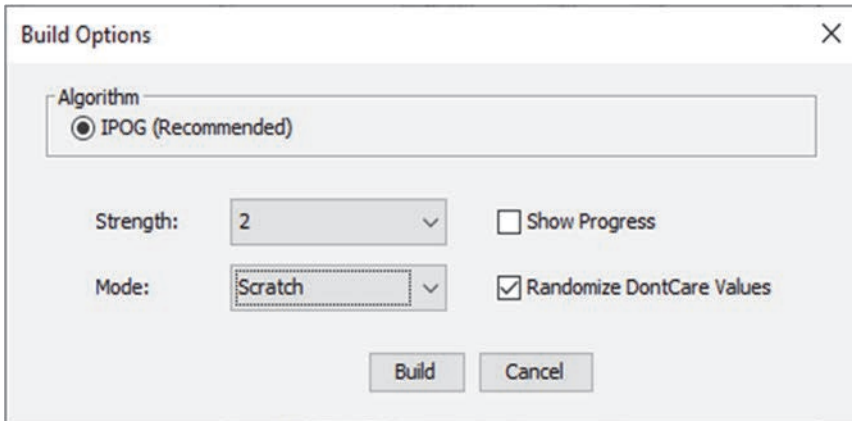 Build Options
Algorithm
IPOG (Recommended)
Strength: 2 Show Progress
Mode: Scratch Randomize DontCare Values
Build Cancel